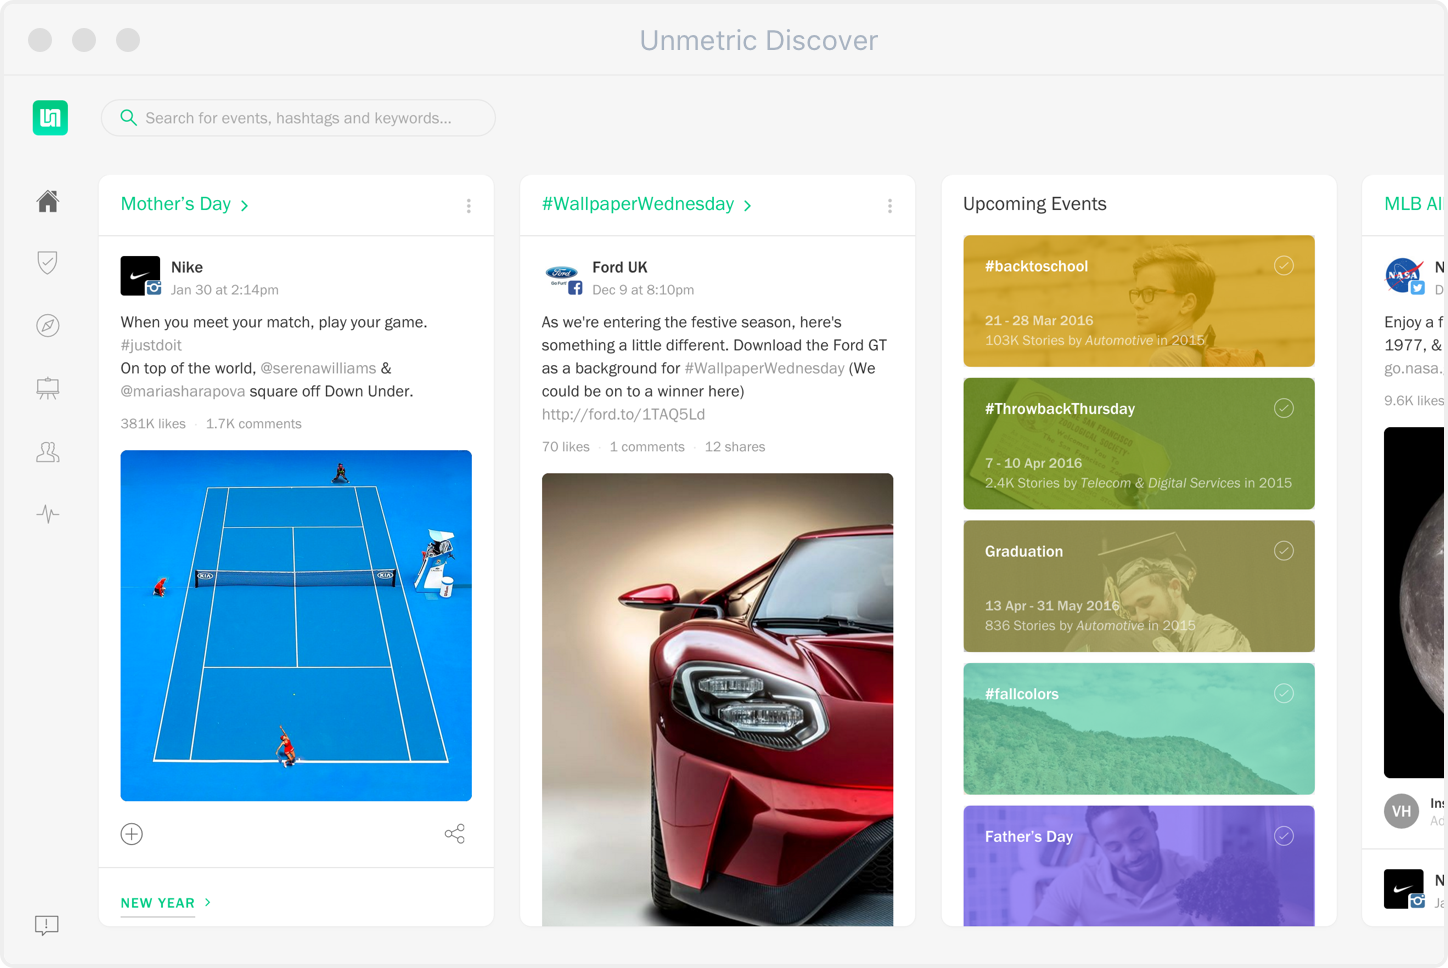 Unmetric Discover
Search for events, hashtags and keywords...
Mother's Day
Nike
Jan 30 at 2:14pm
When you meet your match, play your game.
#justdoit
On top of the world, @serenawilliams &
@mariasharapova square off Down Under.
381K likes · 1.7K comments
KIA KIA
NEW YEAR
#WallpaperWednesday
Ford
Go Further
Ford UK
Dec 9 at 8:10pm
As we're entering the festive season, here's
something a little different. Download the Ford GT
as a background for #WallpaperWednesday (We
could be on to a winner here)
http://ford.to/1TAQ5Ld
70 likes · 1 comments · 12 shares
Upcoming Events
#backtoschool
21 - 28 Mar 2016
103K Stories by Automotive in 2015
#ThrowbackThursday
7 - 10 Apr 2016
2.4K Stories by Telecom & Digital Services in 2015
Graduation
13 Apr - 31 May 2016
836 Stories by Automotive in 2015
#fallcolors
Father's Day
MLB Al
NASA
N
D
Enjoy a f
1977, &
go.nasa.
9.6K likes
VH
Ins
Ad
N
Ja